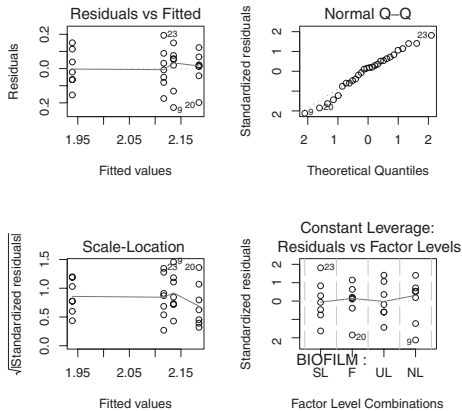 Residuals vs Fitted
Residuals
0.2
0.0
0.2
23
9
20
1.95
2.05
2.15
Fitted values
Normal Q–Q
Standardized residuals
2
1
0
2
23
20
9
2
1
0
1
2
Theoretical Quantiles
Scale-Location
√|Standardized residuals|
1.5
1.0
0.5
0.0
23
9
20
1.95
2.05
2.15
Fitted values
Constant Leverage:
Residuals vs Factor Levels
Standardized residuals
2
1
0
2
23
20
9
BIOFILM :
SL
F
UL
NL
Factor Level Combinations